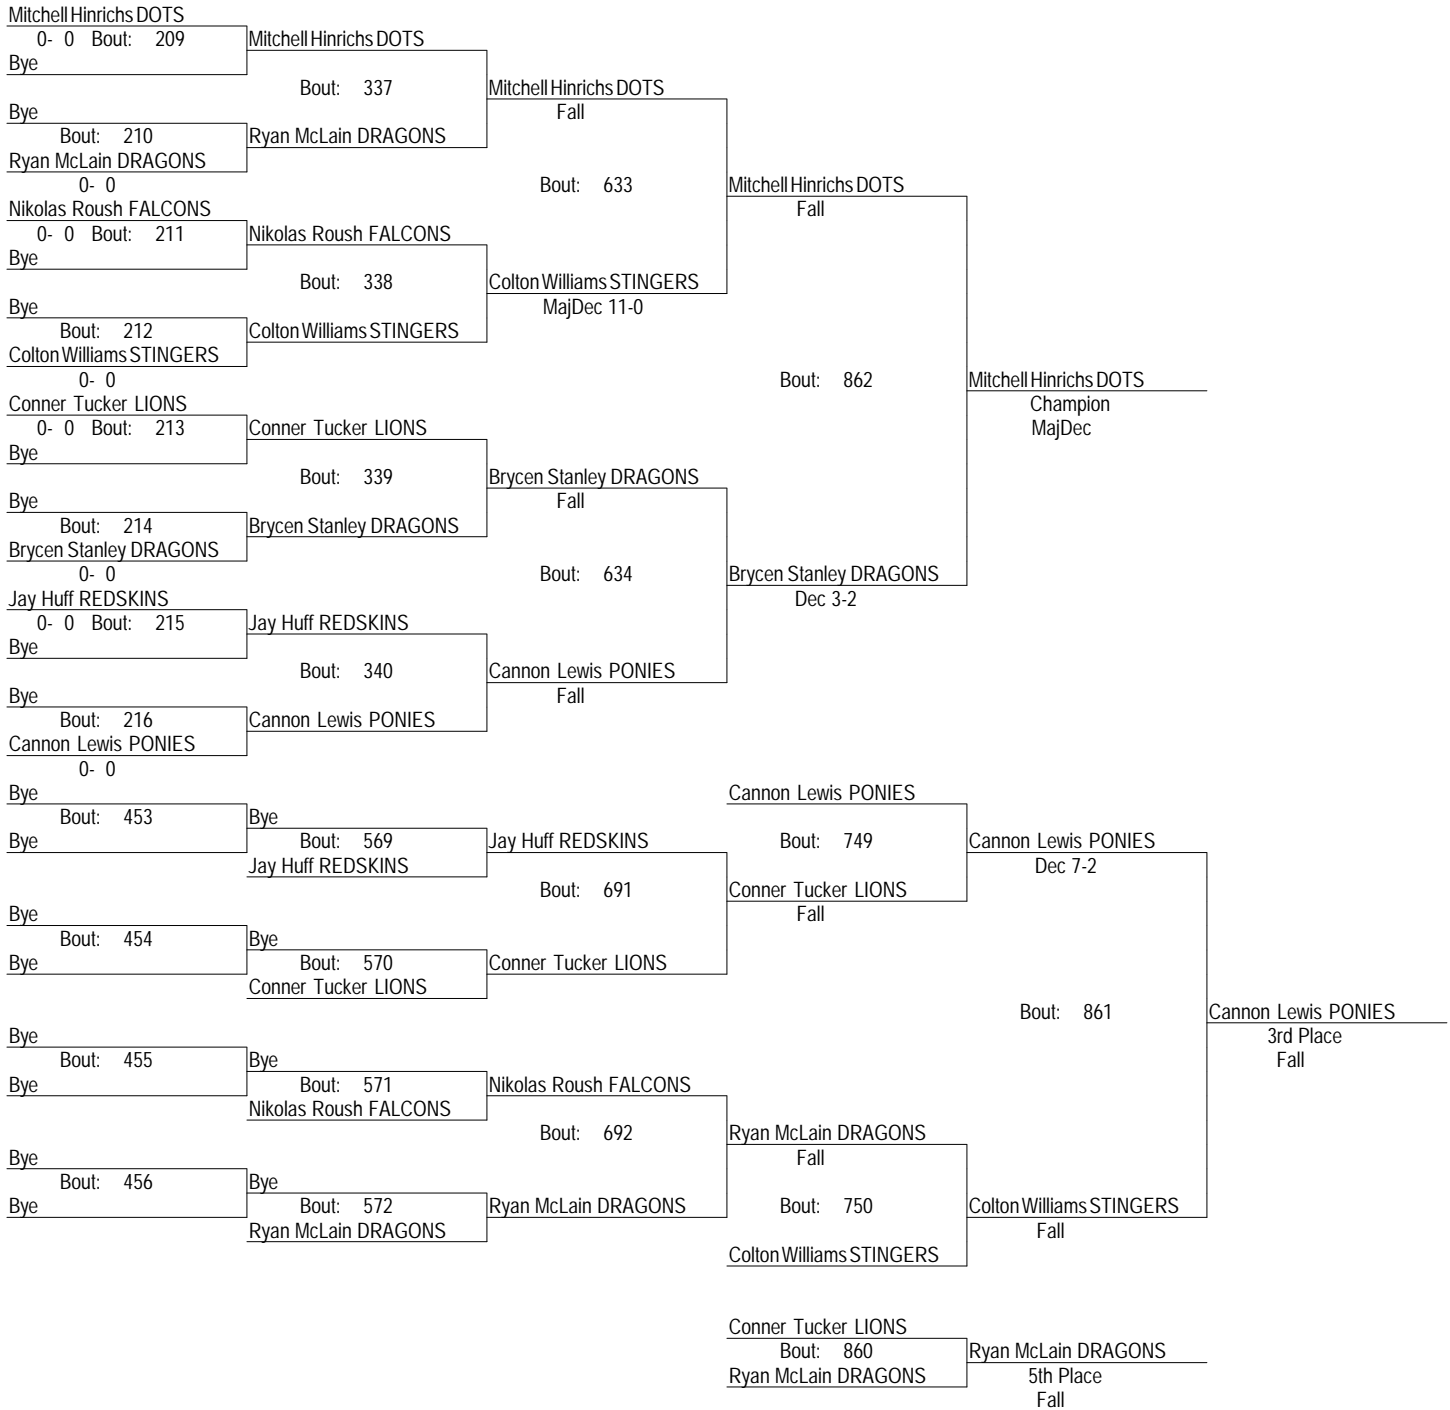 Mitchell Hinrichs DOTS
0- 0 Bout: 209 Mitchell Hinrichs DOTS
Bye
Bout: 337 Mitchell Hinrichs DOTS
Bye Fall
Bout: 210 Ryan McLain DRAGONS
Ryan McLain DRAGONS
0- 0 Bout: 633 Mitchell Hinrichs DOTS
Nikolas Roush FALCONS Fall
0- 0 Bout: 211 Nikolas Roush FALCONS
Bye
Bout: 338 Colton Williams STINGERS
Bye MajDec 11-0
Bout: 212 Colton Williams STINGERS
Colton Williams STINGERS
0- 0 Bout: 862 Mitchell Hinrichs DOTS
Conner Tucker LIONS Champion
0- 0 Bout: 213 Conner Tucker LIONS MajDec
Bye
Bout: 339 Brycen Stanley DRAGONS
Bye Fall
Bout: 214 Brycen Stanley DRAGONS
Brycen Stanley DRAGONS
0- 0 Bout: 634 Brycen Stanley DRAGONS
Jay Huff REDSKINS Dec 3-2
0- 0 Bout: 215 Jay Huff REDSKINS
Bye
Bout: 340 Cannon Lewis PONIES
Bye Fall
Bout: 216 Cannon Lewis PONIES
Cannon Lewis PONIES
0- 0
Bye Cannon Lewis PONIES
Bout: 453 Bye
Bye Bout: 569 Jay Huff REDSKINS Bout: 749 Cannon Lewis PONIES
Jay Huff REDSKINS Dec 7-2
Bout: 691 Conner Tucker LIONS
Bye Fall
Bout: 454 Bye
Bye Bout: 570 Conner Tucker LIONS
Conner Tucker LIONS
Bout: 861 Cannon Lewis PONIES
Bye 3rd Place
Bout: 455 Bye Fall
Bye Bout: 571 Nikolas Roush FALCONS
Nikolas Roush FALCONS
Bout: 692 Ryan McLain DRAGONS
Bye Fall
Bout: 456 Bye
Bye Bout: 572 Ryan McLain DRAGONS Bout: 750 Colton Williams STINGERS
Ryan McLain DRAGONS Fall
Colton Williams STINGERS
Conner Tucker LIONS
Bout: 860 Ryan McLain DRAGONS
Ryan McLain DRAGONS 5th Place
Fall